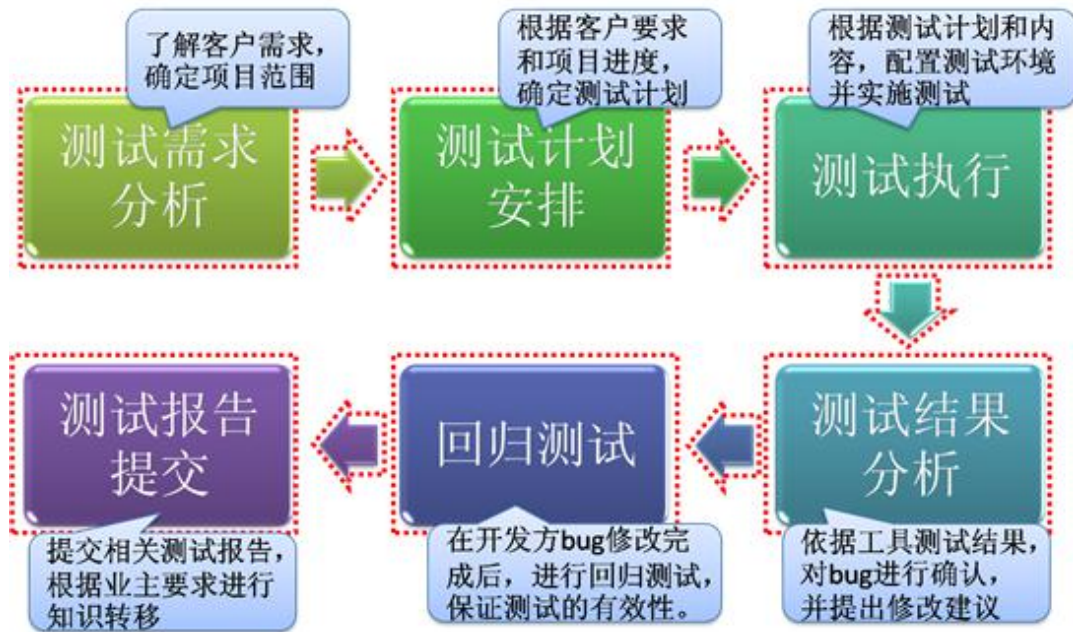 了解客户需求，
确定项目范围
测试需求
分析
根据客户要求
和项目进度，
确定测试计划
测试计划
安排
根据测试计划和内
容，配置测试环境
并实施测试
测试执行
测试结果
分析
依据工具测试结果，
对bug进行确认，
并提出修改建议
回归测试
在开发方bug修改完
成后，进行回归测试，
保证测试的有效性。
测试报告
提交
提交相关测试报告，
根据业主要求进行
知识转移